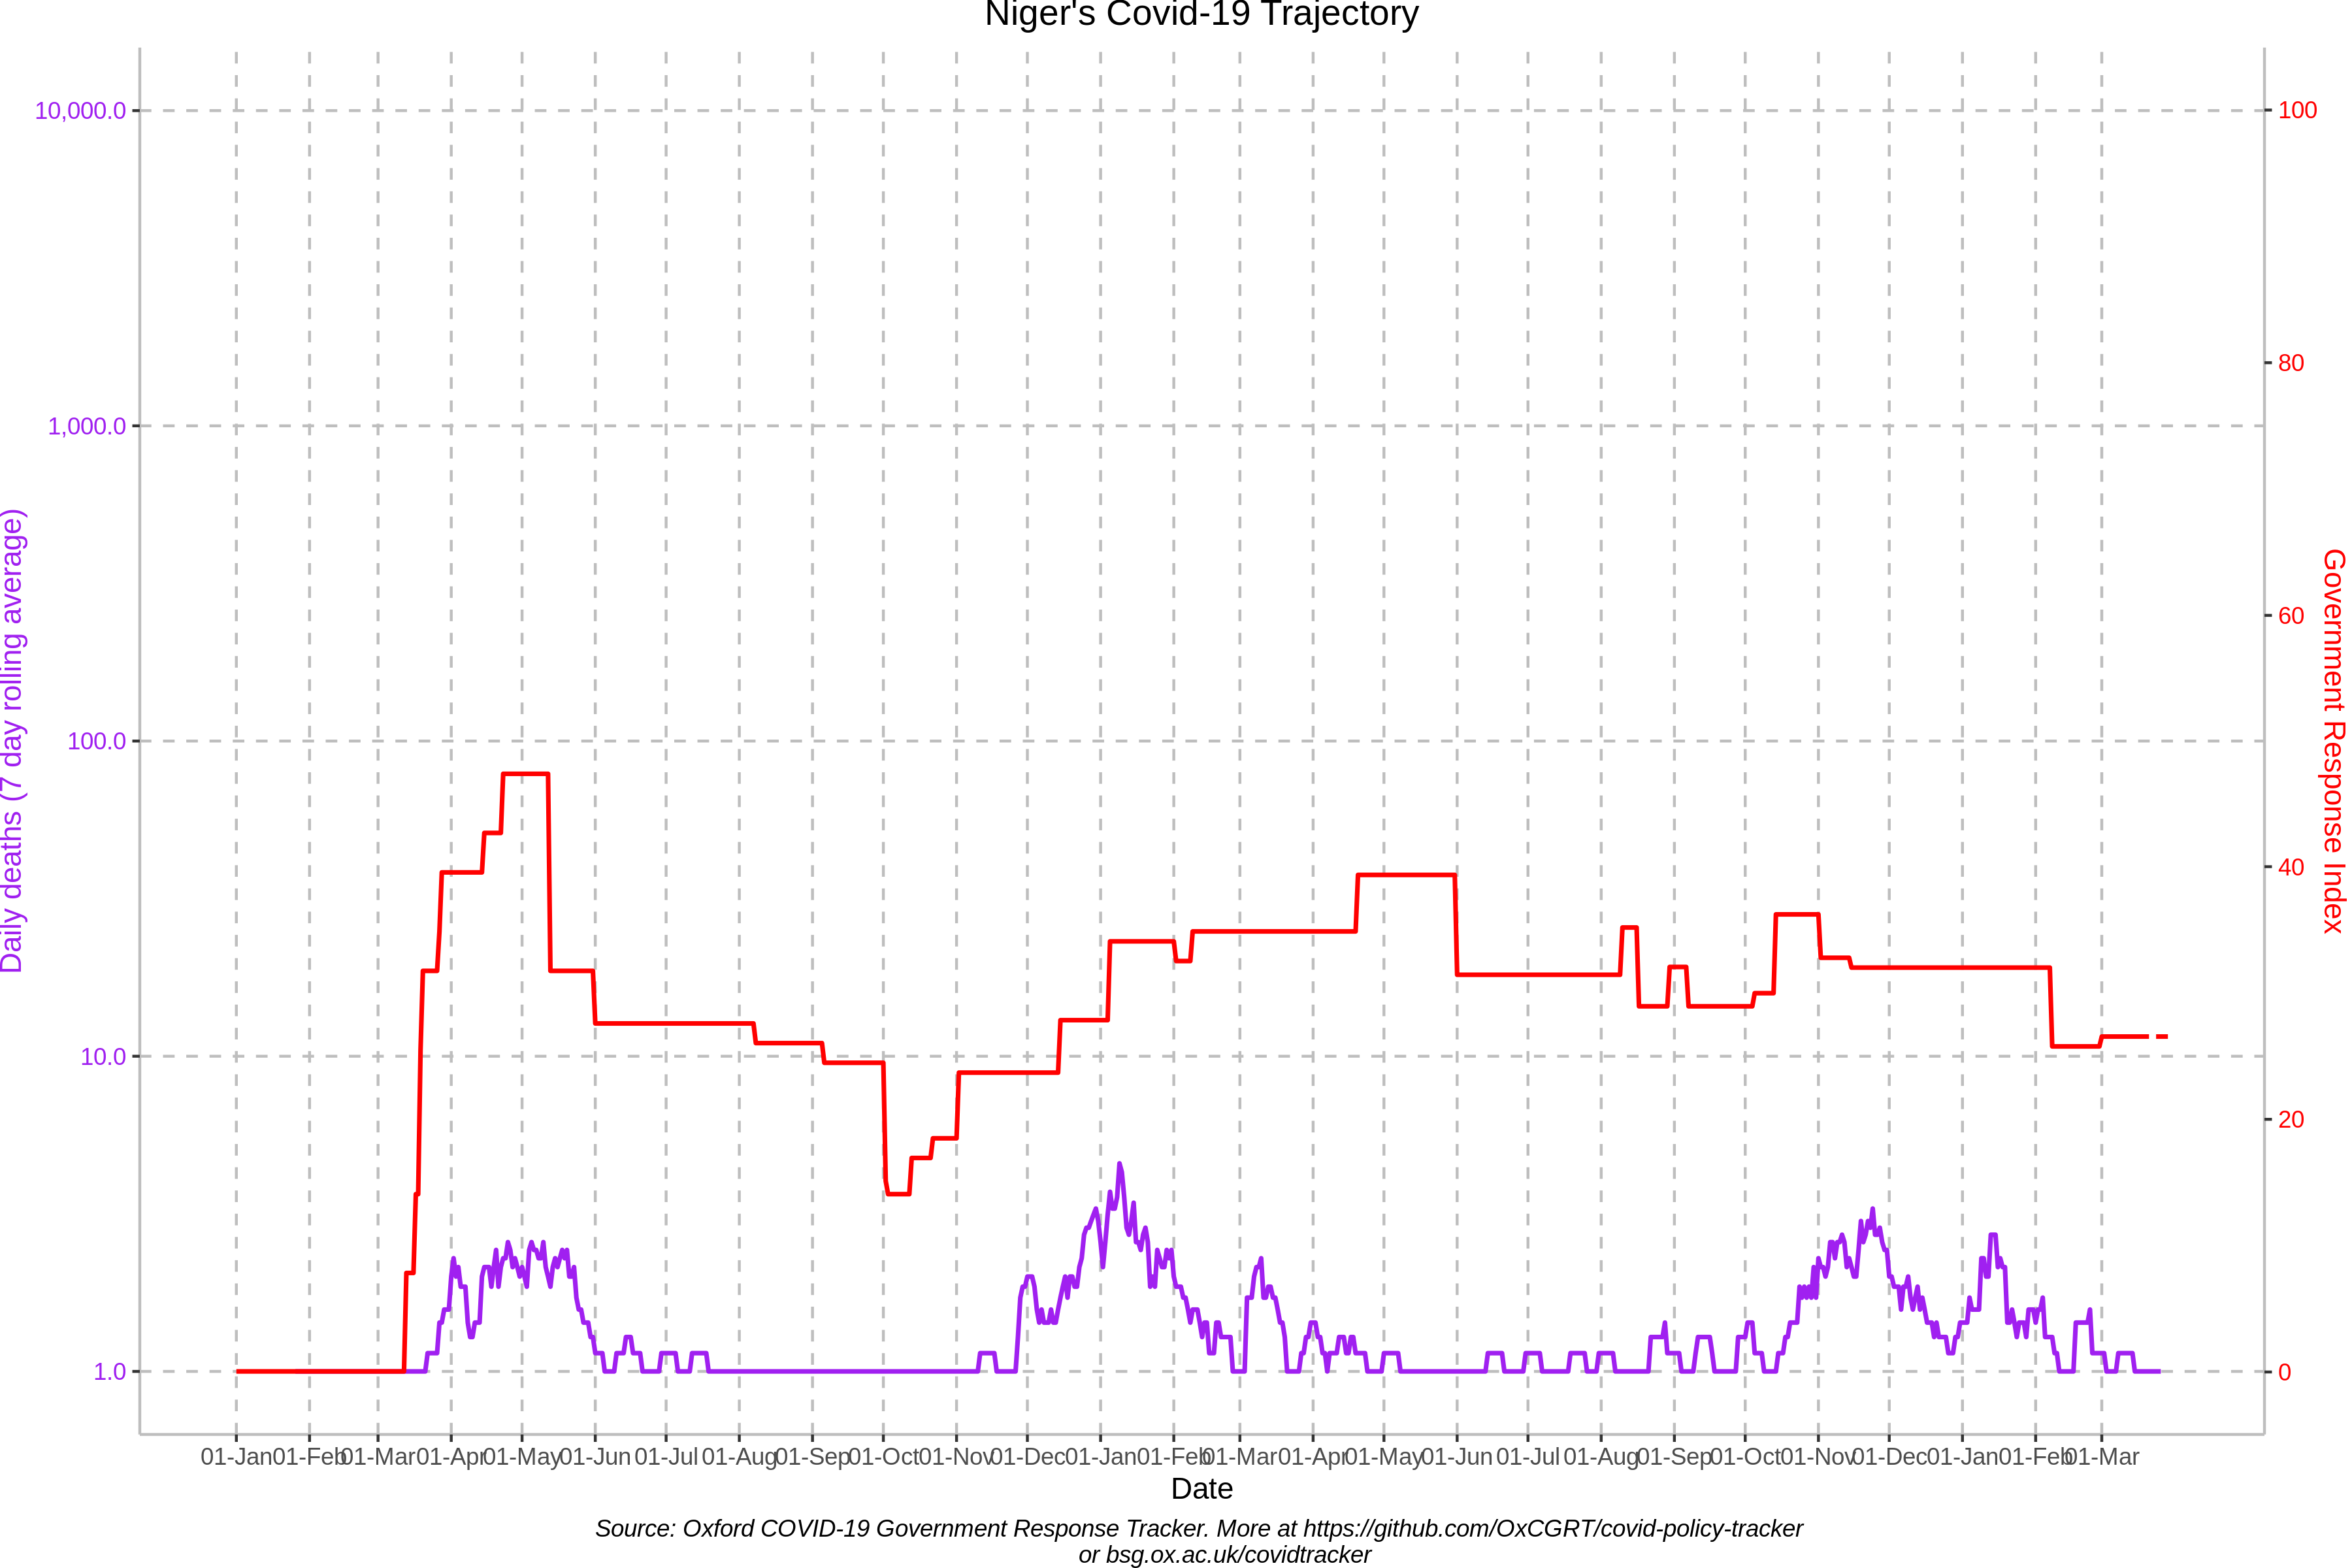 Niger's Covid-19 Trajectory
10,000.0
1,000.0
100.0
10.0
1.0
Daily deaths (7 day rolling average)
100
80
60
40
20
0
Government Response Index
01-Jan 01-Feb 01-Mar 01-Apr 01-May 01-Jun 01-Jul 01-Aug 01-Sep 01-Oct 01-Nov 01-Dec 01-Jan 01-Feb 01-Mar 01-Apr 01-May 01-Jun 01-Jul 01-Aug 01-Sep 01-Oct 01-Nov 01-Dec 01-Jan 01-Feb 01-Mar
Date
Source: Oxford COVID-19 Government Response Tracker. More at https://github.com/OxCGRT/covid-policy-tracker
or bsg.ox.ac.uk/covidtracker